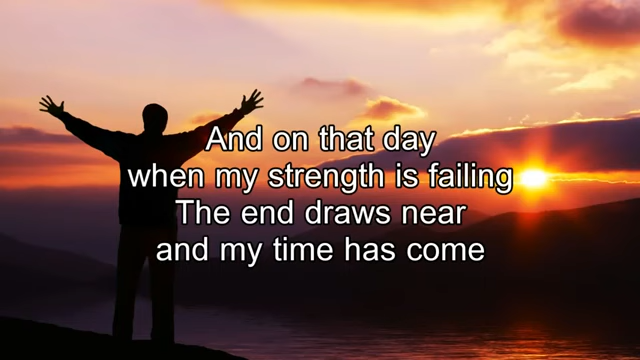 And on that day
when my strength is failing
The end draws near
and my time has come